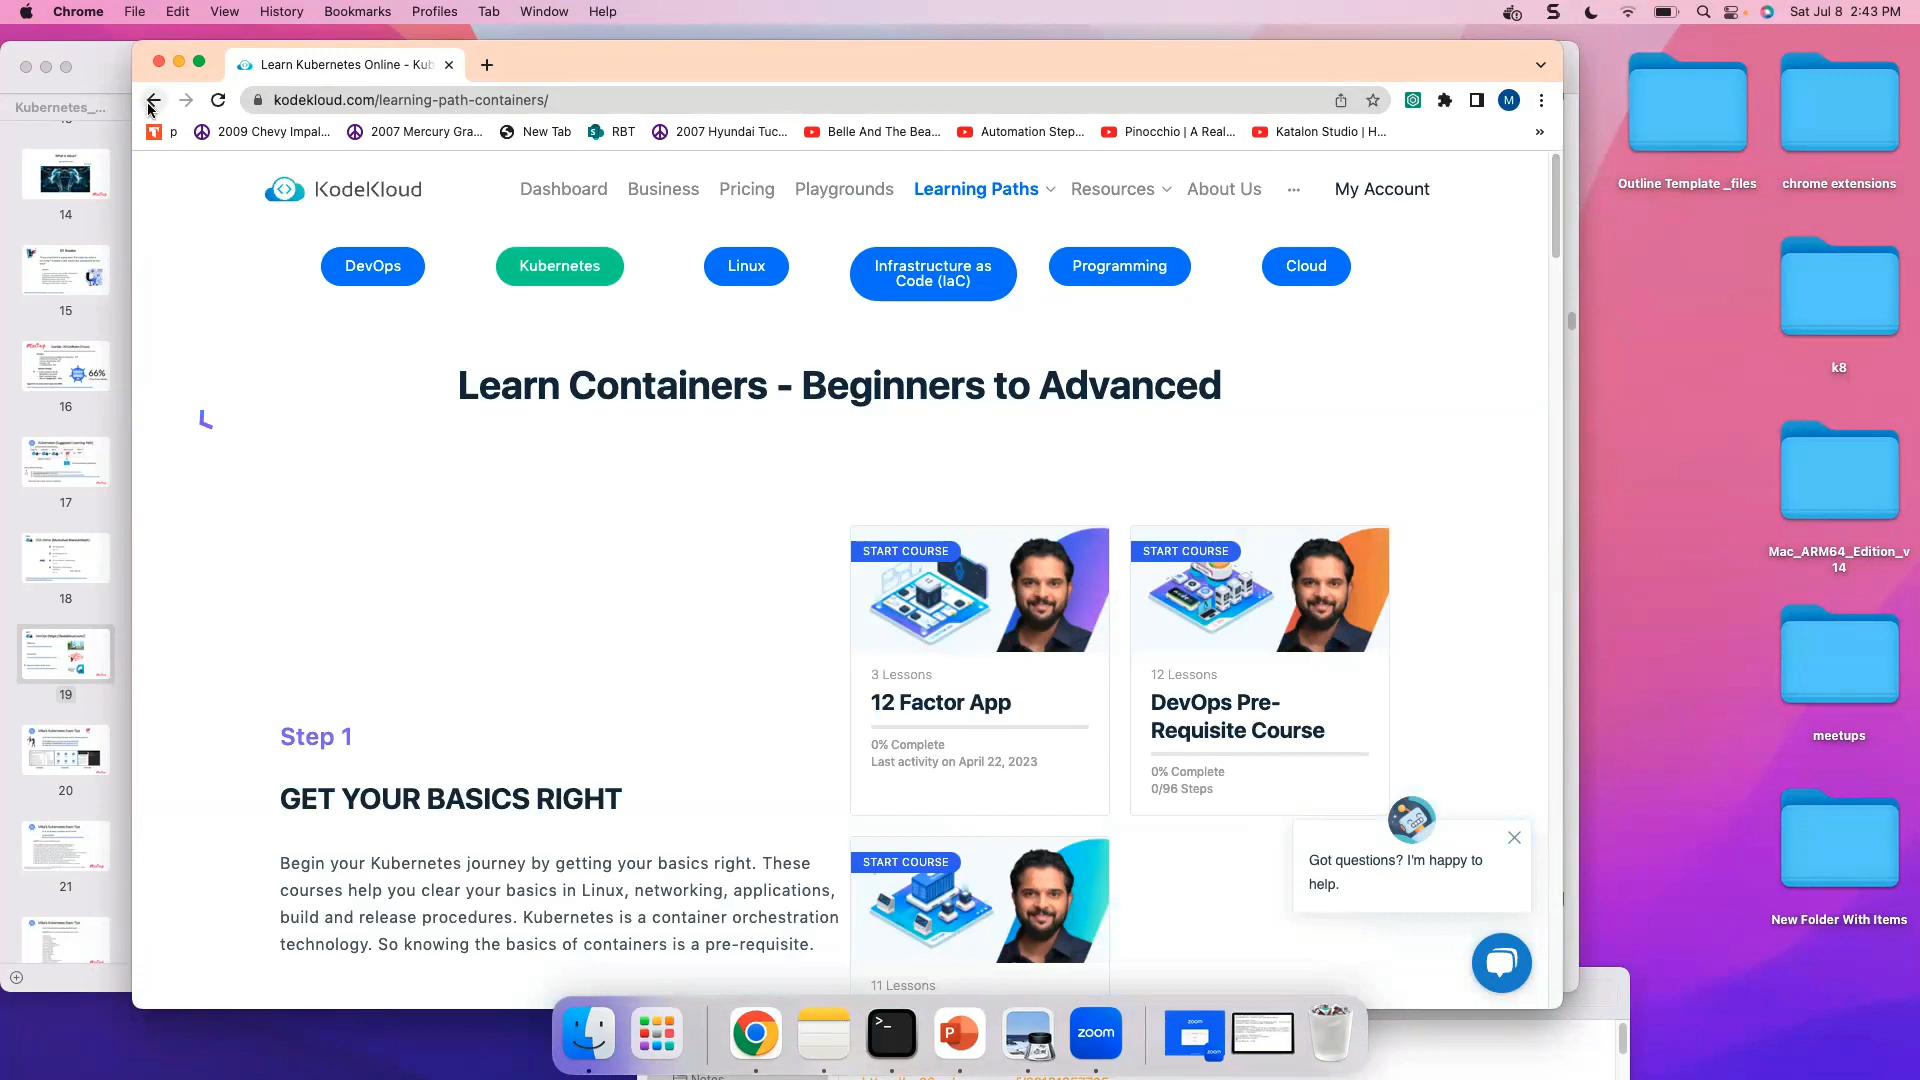 Chrome File Edit View History Bookmarks Profiles Tab Window Help
Sat Jul 8 2:43 PM
Learn Kubernetes Online - Kub
kodekloud.com/learning-path-containers/
M
p
2009 Chevy Impal...
2007 Mercury Gra...
New Tab
RBT
2007 Hyundai Tuc...
Belle And The Bea...
Automation Step...
Pinocchio | A Real...
Katalon Studio | H...
»
Kubernetes_...
14
15
66%
16
17
18
19
20
21
KodeKloud
Dashboard
Business
Pricing
Playgrounds
Learning Paths
Resources
About Us
My Account
DevOps
Kubernetes
Linux
Infrastructure as
Code (IaC)
Programming
Cloud
Learn Containers - Beginners to Advanced
START COURSE
3 Lessons
12 Factor App
0% Complete
Last activity on April 22, 2023
START COURSE
12 Lessons
DevOps Pre-
Requisite Course
0% Complete
0/96 Steps
Step 1
GET YOUR BASICS RIGHT
Begin your Kubernetes journey by getting your basics right. These
courses help you clear your basics in Linux, networking, applications,
build and release procedures. Kubernetes is a container orchestration
technology. So knowing the basics of containers is a pre-requisite.
START COURSE
11 Lessons
Got questions? I'm happy to
help.
Outline Template _files
chrome extensions
k8
Mac_ARM64_Edition_v
14
meetups
New Folder With Items
zoom
zoom